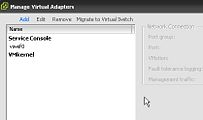 Manage Virtual Adapters
Add Edit Remove Migrate to Virtual Switch
Name
Service Console
vswif0
VMkernel
Network Connection
Port group:
Port:
VMotion:
Fault tolerance logging:
Management traffic: